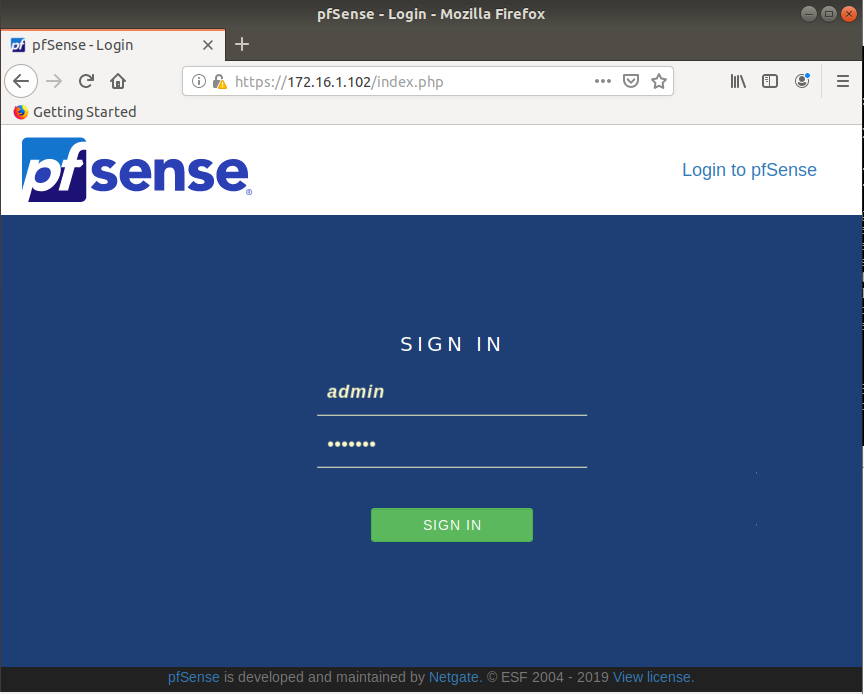 pfSense - Login - Mozilla Firefox
pfSense - Login
https://172.16.1.102/index.php
Getting Started
pfsense®
Login to pfSense
SIGN IN
admin
•••••••
SIGN IN
pfSense is developed and maintained by Netgate. © ESF 2004 - 2019 View license.